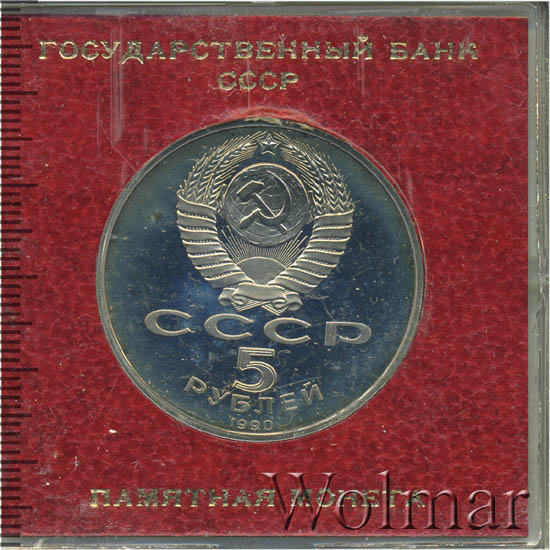 ГОСУДАРСТВЕННЫЙ БАНК
СССР
СССР
5
РУБЛЕЙ
1990
ПАМЯТНАЯ МОНЕТА
Wolmar